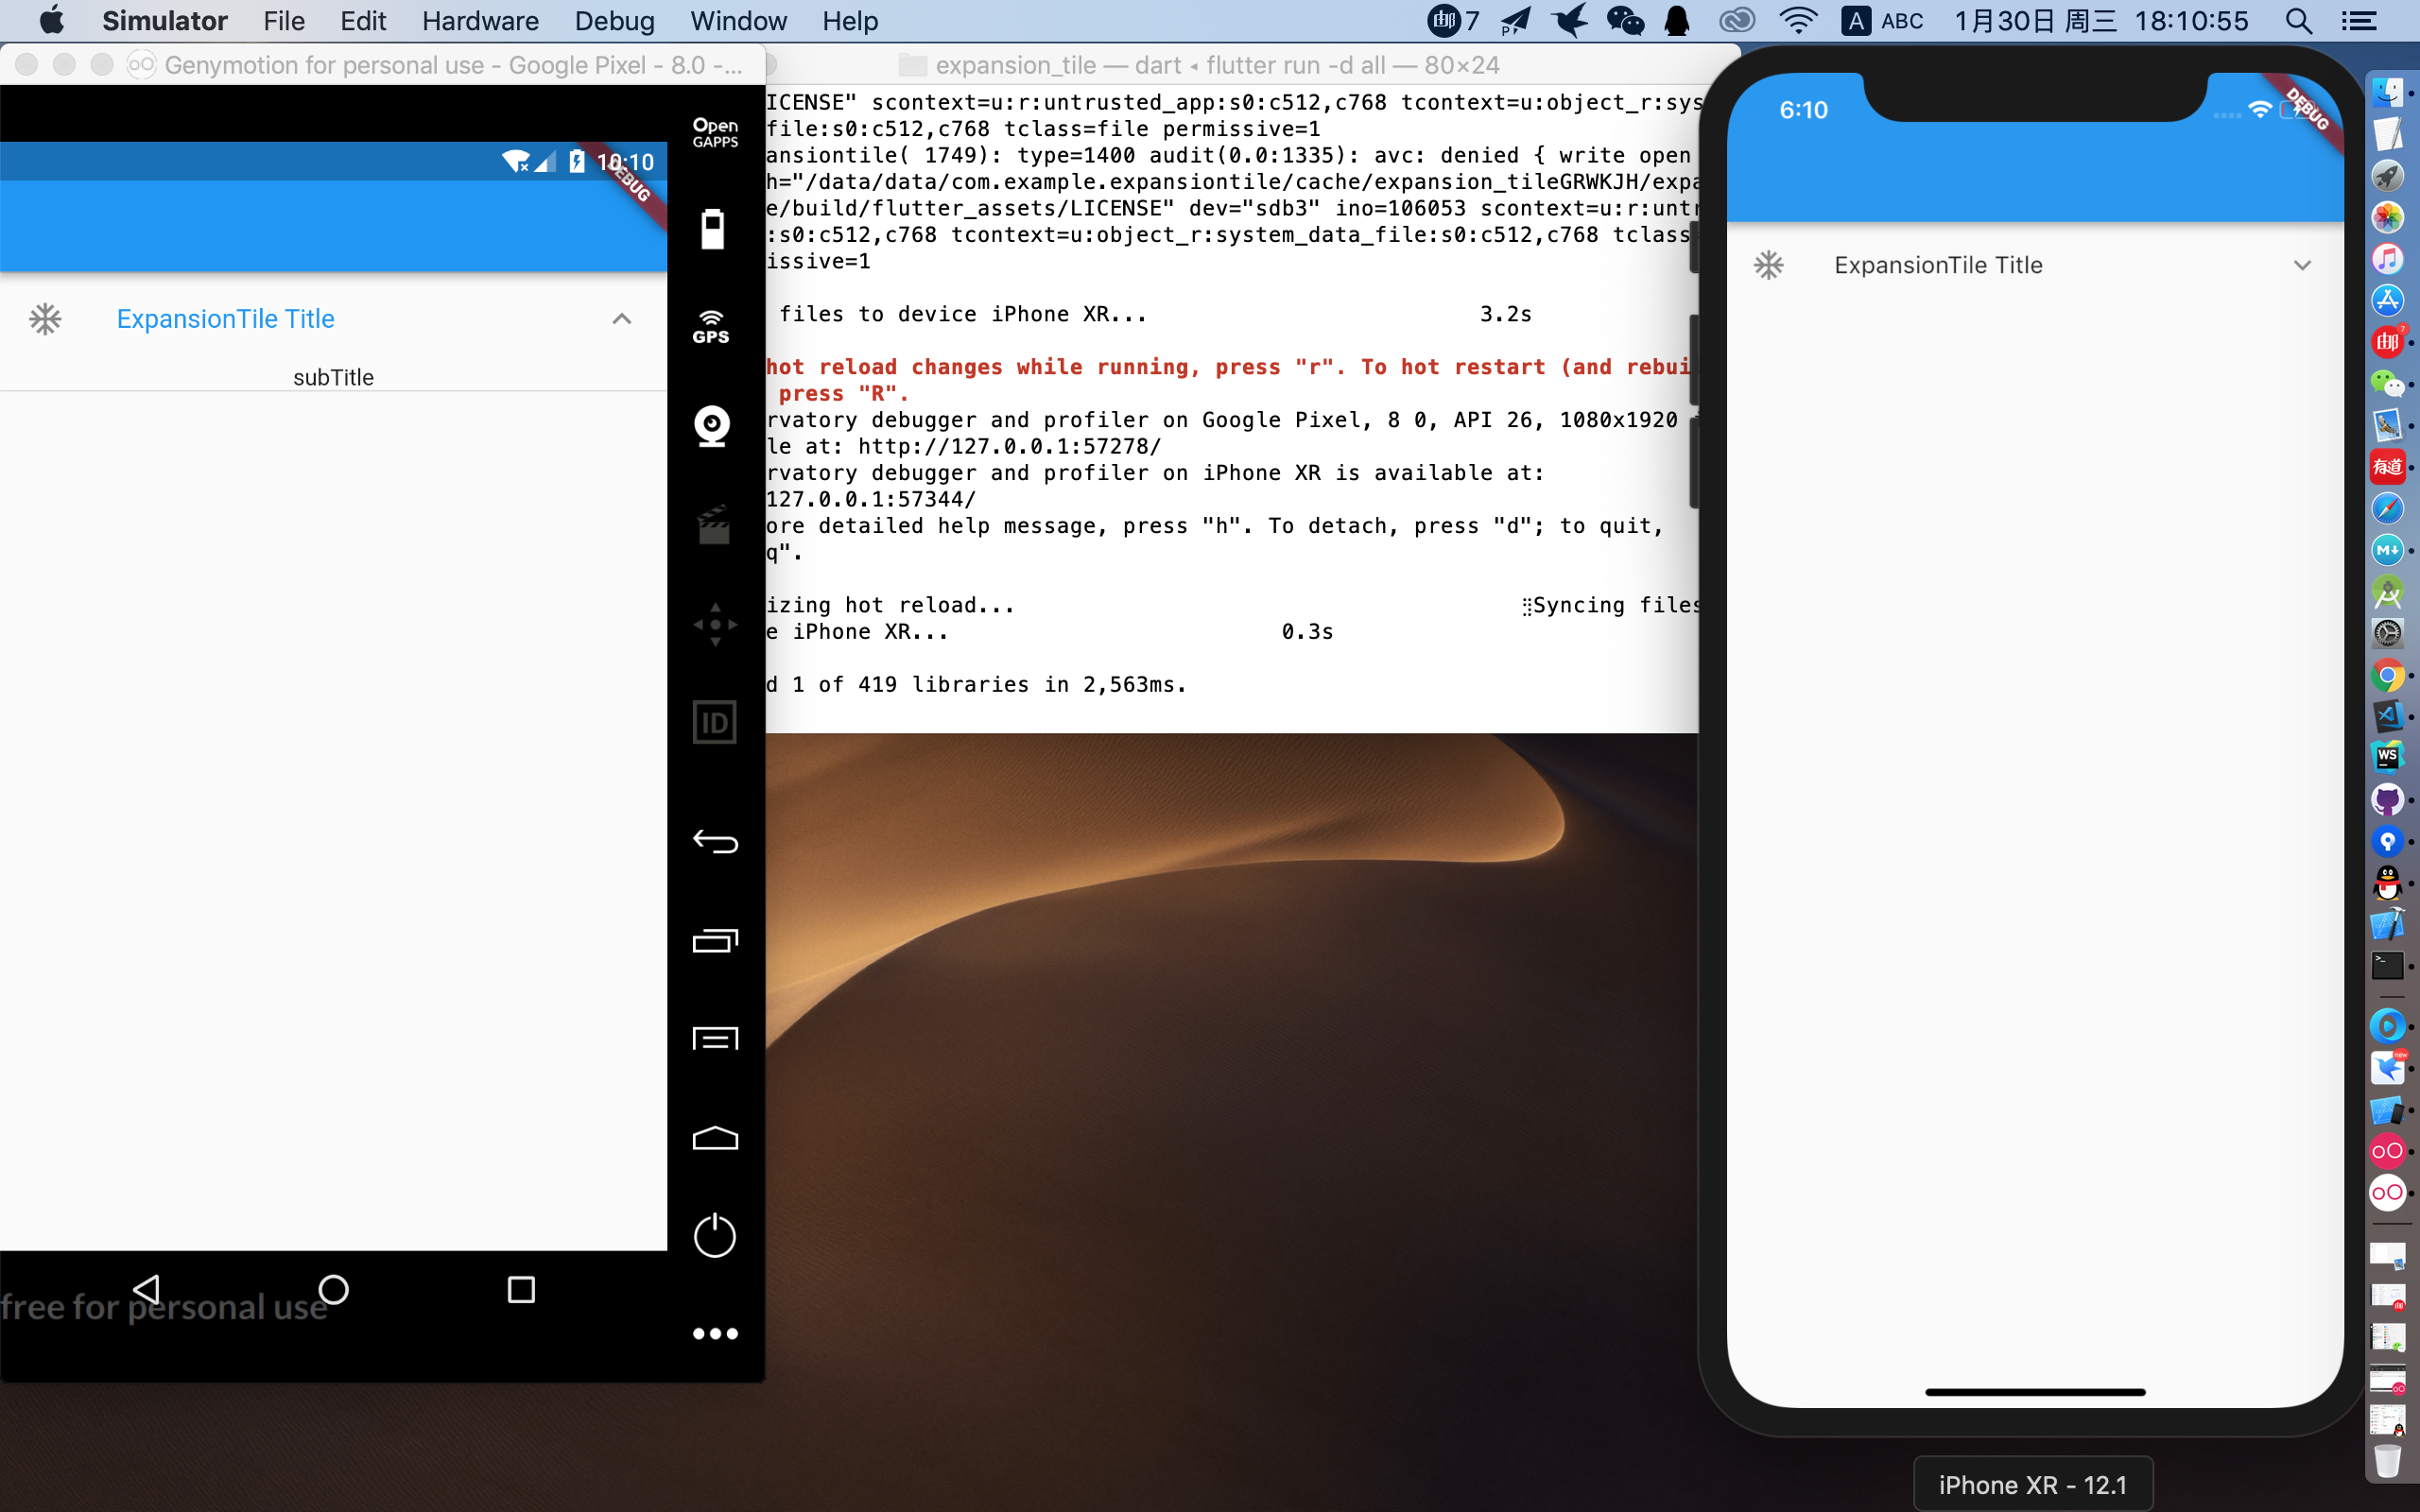 Simulator File Edit Hardware Debug Window Help 7 A ABC 1月30日 周三 18:10:55
Genymotion for personal use - Google Pixel - 8.0 -...
10:10
DEBUG
ExpansionTile Title
subTitle
free for personal use
Open
GAPPS
GPS
ID
expansion_tile — dart ◂ flutter run -d all — 80×24
ICENSE" scontext=u:r:untrusted_app:s0:c512,c768 tcontext=u:object_r:sys
file:s0:c512,c768 tclass=file permissive=1
ansiontile( 1749): type=1400 audit(0.0:1335): avc: denied { write open
h="/data/data/com.example.expansiontile/cache/expansion_tileGRWKJH/expa
e/build/flutter_assets/LICENSE" dev="sdb3" ino=106053 scontext=u:r:untr
:s0:c512,c768 tcontext=u:object_r:system_data_file:s0:c512,c768 tclass
issive=1
files to device iPhone XR... 3.2s
hot reload changes while running, press "r". To hot restart (and rebui
press "R".
rvatory debugger and profiler on Google Pixel, 8 0, API 26, 1080x1920
le at: http://127.0.0.1:57278/
rvatory debugger and profiler on iPhone XR is available at:
127.0.0.1:57344/
ore detailed help message, press "h". To detach, press "d"; to quit,
q".
izing hot reload... ⣻Syncing files
e iPhone XR... 0.3s
d 1 of 419 libraries in 2,563ms.
6:10
DEBUG
ExpansionTile Title
iPhone XR - 12.1
7
有道
M
WS
new